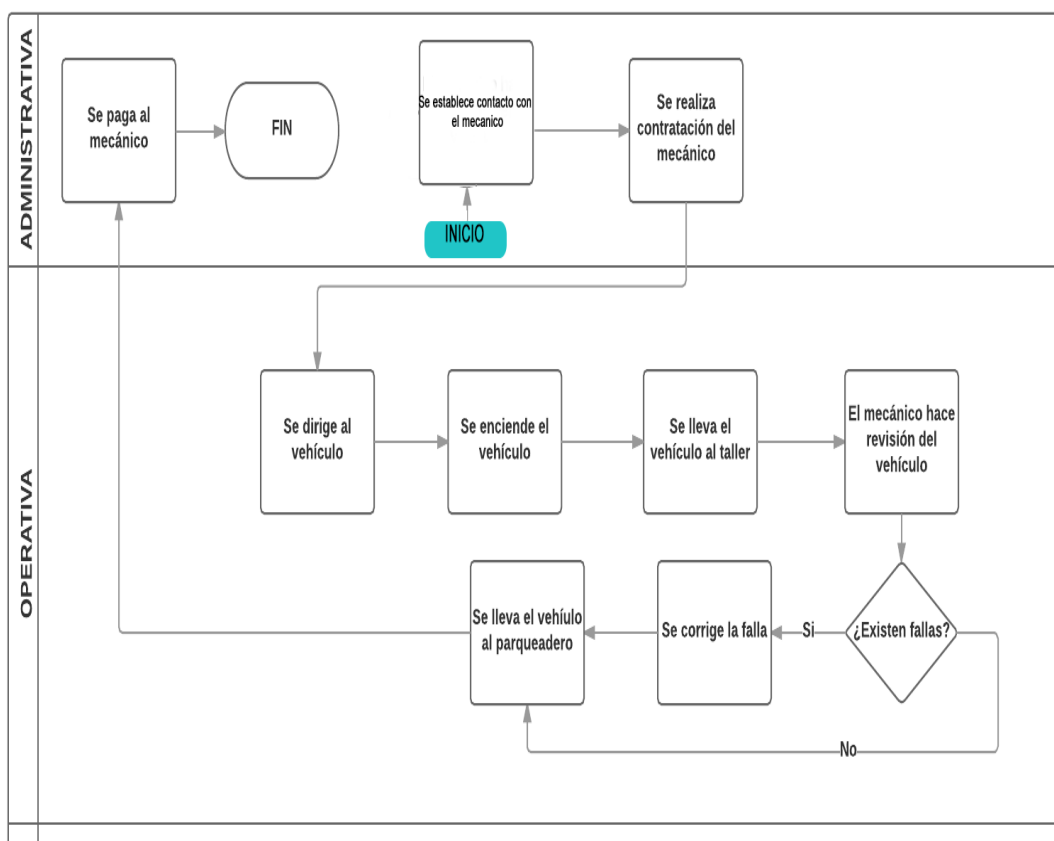 ADMINISTRATIVA
Se paga al
mecánico
FIN
Se establece contacto con
el mecanico
Se realiza
contratación del
mecánico
INICIO
OPERATIVA
Se dirige al
vehículo
Se enciende el
vehículo
Se lleva el
vehículo al taller
El mecánico hace
revisión del
vehículo
Se lleva el vehíulo
al parqueadero
Se corrige la falla
Si
¿Existen fallas?
No